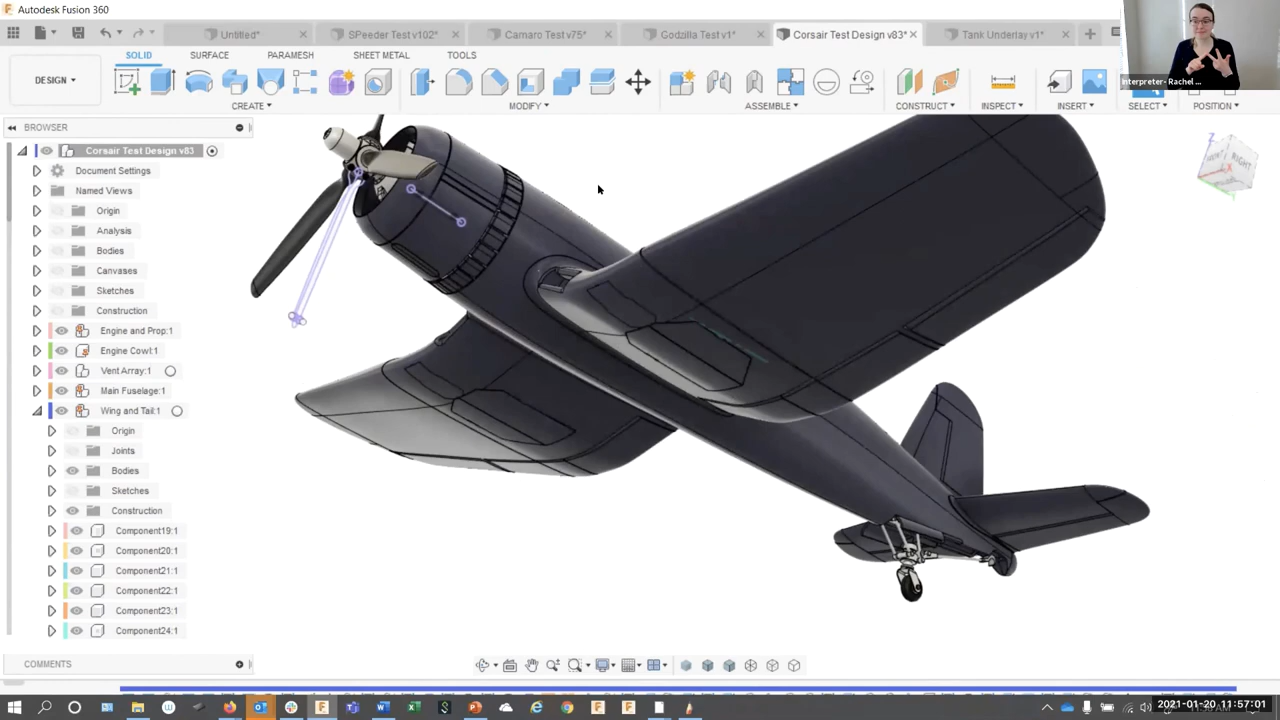 Autodesk Fusion 360
Untitled*
SPeeder Test v102*
Camaro Test v75*
Godzilla Test v1*
Corsair Test Design v83*
Tank Underlay v1*
SOLID
SURFACE
PARAMESH
SHEET METAL
TOOLS
DESIGN
CREATE
MODIFY
ASSEMBLE
CONSTRUCT
INSPECT
INSERT
SELECT
POSITION
Interpreter- Rachel ...
BROWSER
Corsair Test Design v83
Document Settings
Named Views
Origin
Analysis
Bodies
Canvases
Sketches
Construction
Engine and Prop:1
Engine Cowl:1
Vent Array:1
Main Fuselage:1
Wing and Tail:1
Origin
Joints
Bodies
Sketches
Construction
Component19:1
Component20:1
Component21:1
Component22:1
Component23:1
Component24:1
Z
RIGHT
X
COMMENTS
2021-01-20 11:57:01